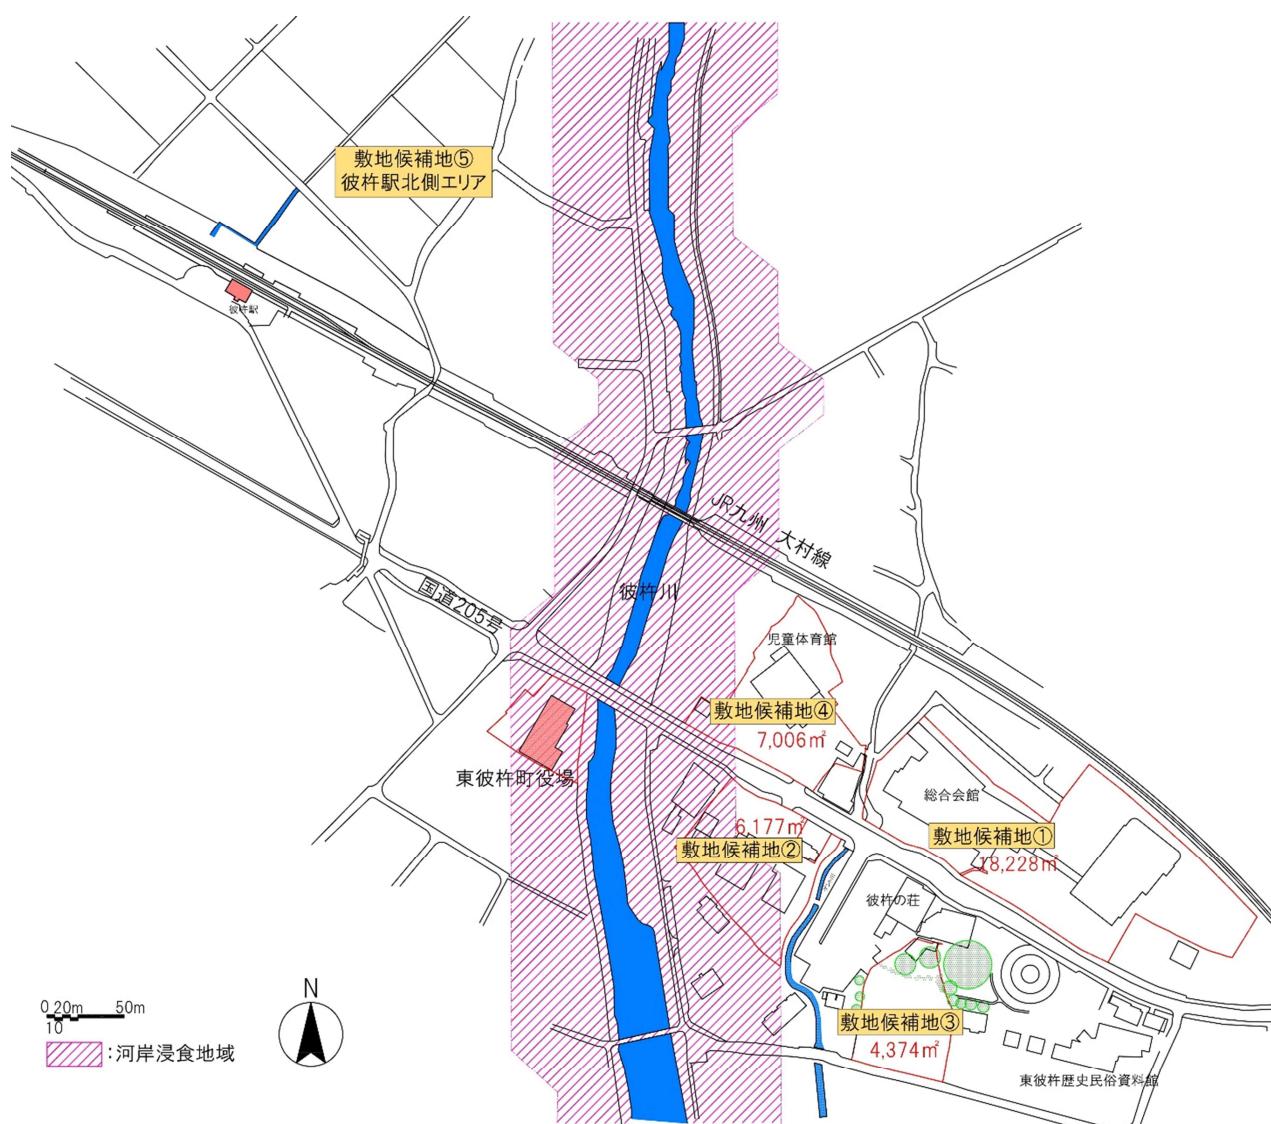 敷地候補地⑤
彼杵駅北側エリア
彼杵駅
JR九州 大村線
彼杵川
国道205号
児童体育館
敷地候補地④
7,006㎡
東彼杵町役場
総合会館
6,177㎡
敷地候補地②
敷地候補地①
18,228㎡
彼杵の荘
敷地候補地③
4,374㎡
東彼杵歴史民俗資料館
N
0 20m 50m
10
:河岸浸食地域